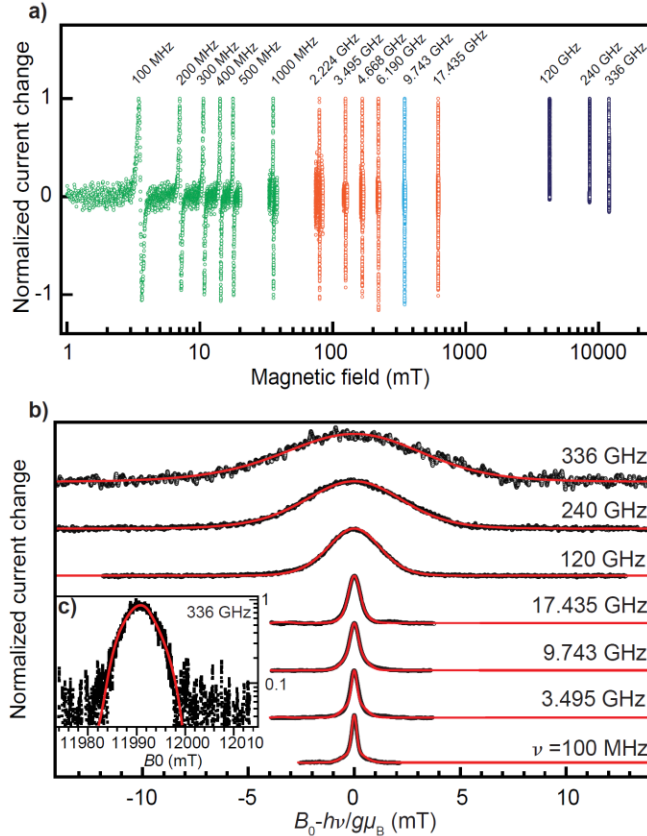 a)
100 MHz
200 MHz
300 MHz
400 MHz
500 MHz
1000 MHz
2.224 GHz
3.495 GHz
4.668 GHz
6.190 GHz
9.743 GHz
17.435 GHz
120 GHz
240 GHz
336 GHz
Normalized current change
1
0
-1
1 10 100 1000 10000
Magnetic field (mT)
b)
Normalized current change
336 GHz
240 GHz
120 GHz
17.435 GHz
9.743 GHz
3.495 GHz
ν =100 MHz
c)
336 GHz
1
0.1
11980 11990 12000 12010
B0 (mT)
-10 -5 0 5 10
B₀-hν/gμ_B (mT)